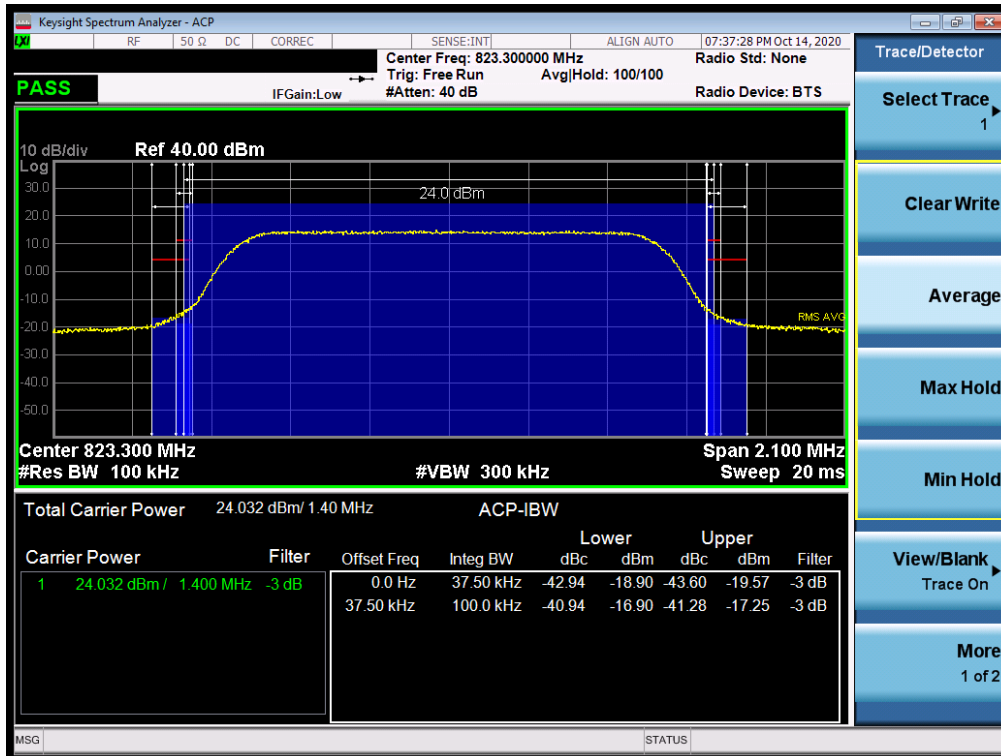 Keysight Spectrum Analyzer - ACP
LXI RF 50 Ω DC CORREC SENSE:INT ALIGN AUTO 07:37:28 PM Oct 14, 2020
Center Freq: 823.300000 MHz Radio Std: None
Trig: Free Run Avg|Hold: 100/100
PASS IFGain:Low #Atten: 40 dB Radio Device: BTS
10 dB/div Ref 40.00 dBm
Log
30.0
24.0 dBm
20.0
10.0
0.00
-10.0
RMS AVG
-20.0
-30.0
-40.0
-50.0
Center 823.300 MHz Span 2.100 MHz
#Res BW 100 kHz #VBW 300 kHz Sweep 20 ms
Total Carrier Power 24.032 dBm/ 1.40 MHz ACP-IBW
Lower Upper
Carrier Power Filter Offset Freq Integ BW dBc dBm dBc dBm Filter
1 24.032 dBm / 1.400 MHz -3 dB 0.0 Hz 37.50 kHz -42.94 -18.90 -43.60 -19.57 -3 dB
37.50 kHz 100.0 kHz -40.94 -16.90 -41.28 -17.25 -3 dB
MSG STATUS
Trace/Detector
Select Trace
1
Clear Write
Average
Max Hold
Min Hold
View/Blank
Trace On
More
1 of 2